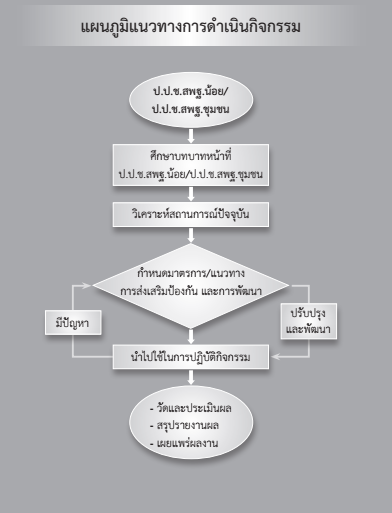 แผนภูมิแนวทางการดำเนินกิจกรรม
ป.ป.ช.สพฐ.น้อย/
ป.ป.ช.สพฐ.ชุมชน
ศึกษาบทบาทหน้าที่
ป.ป.ช.สพฐ.น้อย/ป.ป.ช.สพฐ.ชุมชน
วิเคราะห์สถานการณ์ปัจจุบัน
กำหนดมาตรการ/แนวทาง
การส่งเสริมป้องกัน และการพัฒนา
มีปัญหา
ปรับปรุง
และพัฒนา
นำไปใช้ในการปฏิบัติกิจกรรม
- วัดและประเมินผล
- สรุปรายงานผล
- เผยแพร่ผลงาน